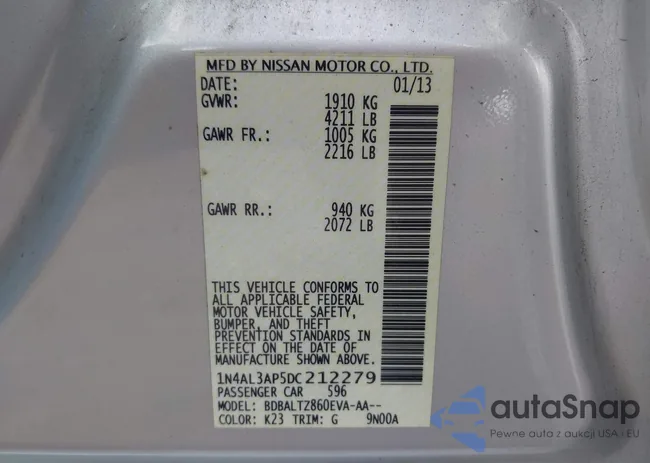 MFD BY NISSAN MOTOR CO., LTD.
DATE: 01/13
GVWR: 1910 KG
4211 LB
GAWR FR.: 1005 KG
2216 LB
GAWR RR.: 940 KG
2072 LB
THIS VEHICLE CONFORMS TO
ALL APPLICABLE FEDERAL
MOTOR VEHICLE SAFETY,
BUMPER, AND THEFT
PREVENTION STANDARDS IN
EFFECT ON THE DATE OF
MANUFACTURE SHOWN ABOVE.
1N4AL3AP5DC212279
PASSENGER CAR 596
MODEL: BDBALTZ860EVA-AA--
COLOR: K23 TRIM: G 9N00A
autoSnap
Pewne auta z aukcji USA i EU